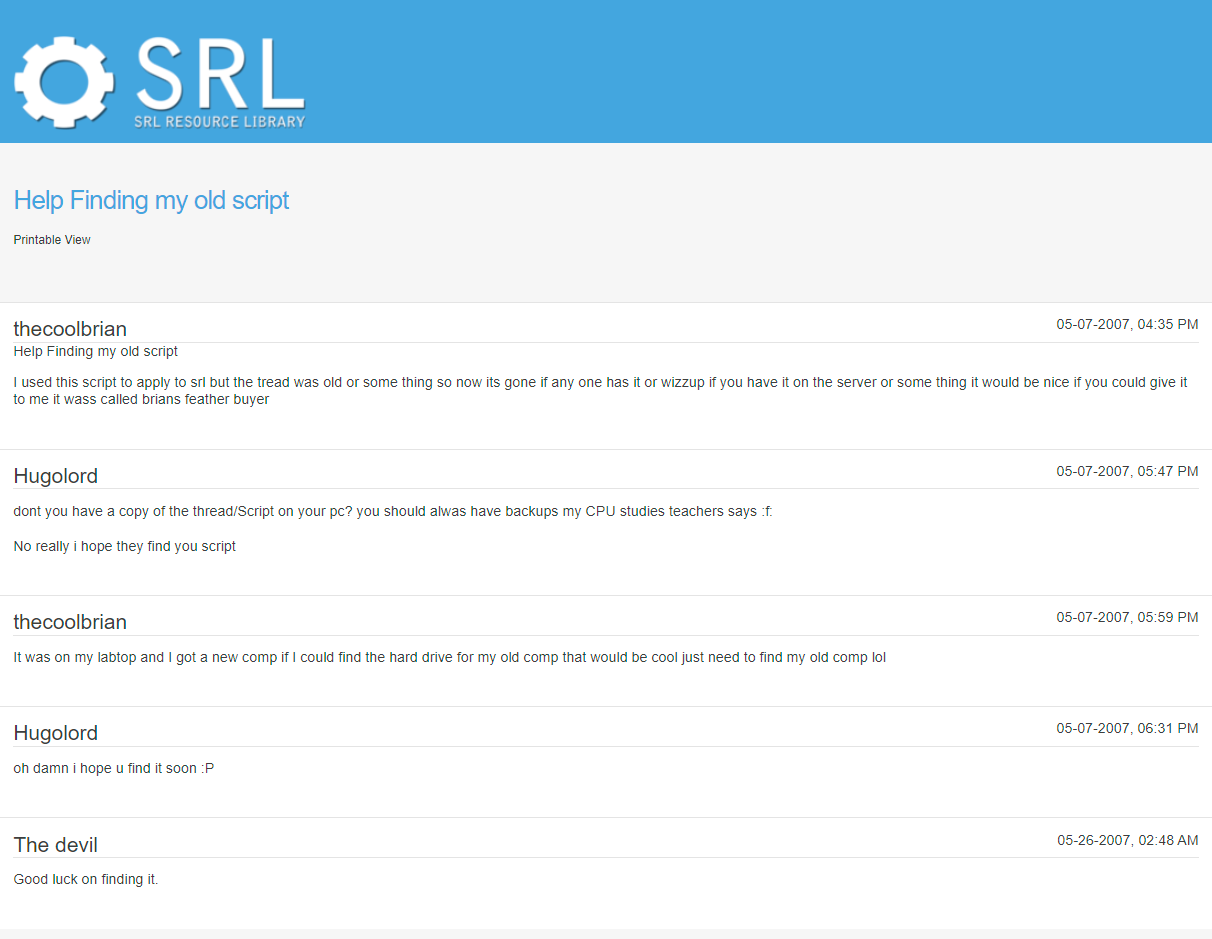 SRL
SRL RESOURCE LIBRARY
Help Finding my old script
Printable View
thecoolbrian
05-07-2007, 04:35 PM
Help Finding my old script
I used this script to apply to srl but the tread was old or some thing so now its gone if any one has it or wizzup if you have it on the server or some thing it would be nice if you could give it
to me it wass called brians feather buyer
Hugolord
05-07-2007, 05:47 PM
dont you have a copy of the thread/Script on your pc? you should alwas have backups my CPU studies teachers says :f:
No really i hope they find you script
thecoolbrian
05-07-2007, 05:59 PM
It was on my labtop and I got a new comp if I could find the hard drive for my old comp that would be cool just need to find my old comp lol
Hugolord
05-07-2007, 06:31 PM
oh damn i hope u find it soon :P
The devil
05-26-2007, 02:48 AM
Good luck on finding it.